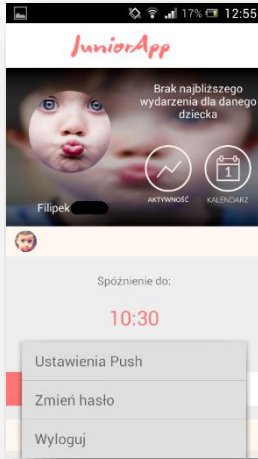 17% 12:55
JuniorApp
Brak najbliższego
wydarzenia dla danego
dziecka
1
AKTYWNOŚĆ KALENDARZ
Filipek
Spóźnienie do:
10:30
Ustawienia Push
Zmień hasło
Wyloguj